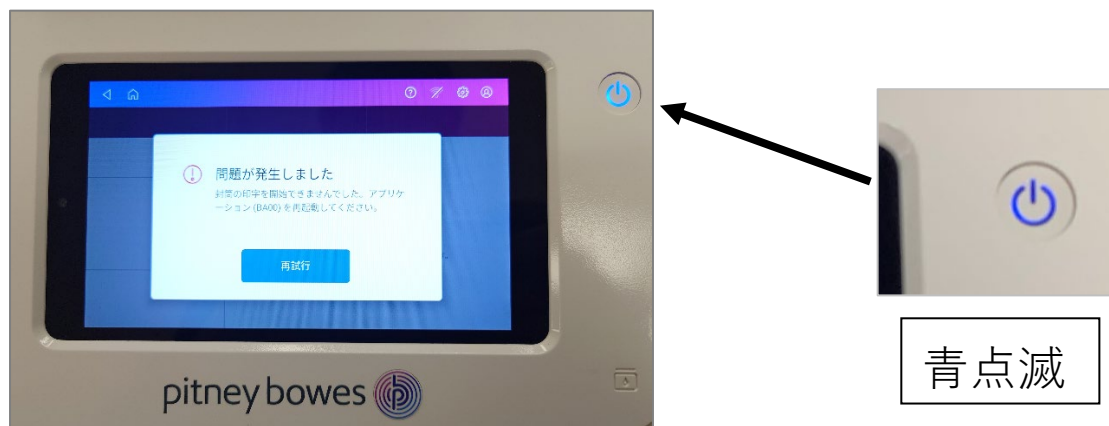 問題が発生しました
封筒の印字を開始できませんでした。アプリケ
ーション {BA00} を再起動してください。
再試行
pitney bowes
青点滅